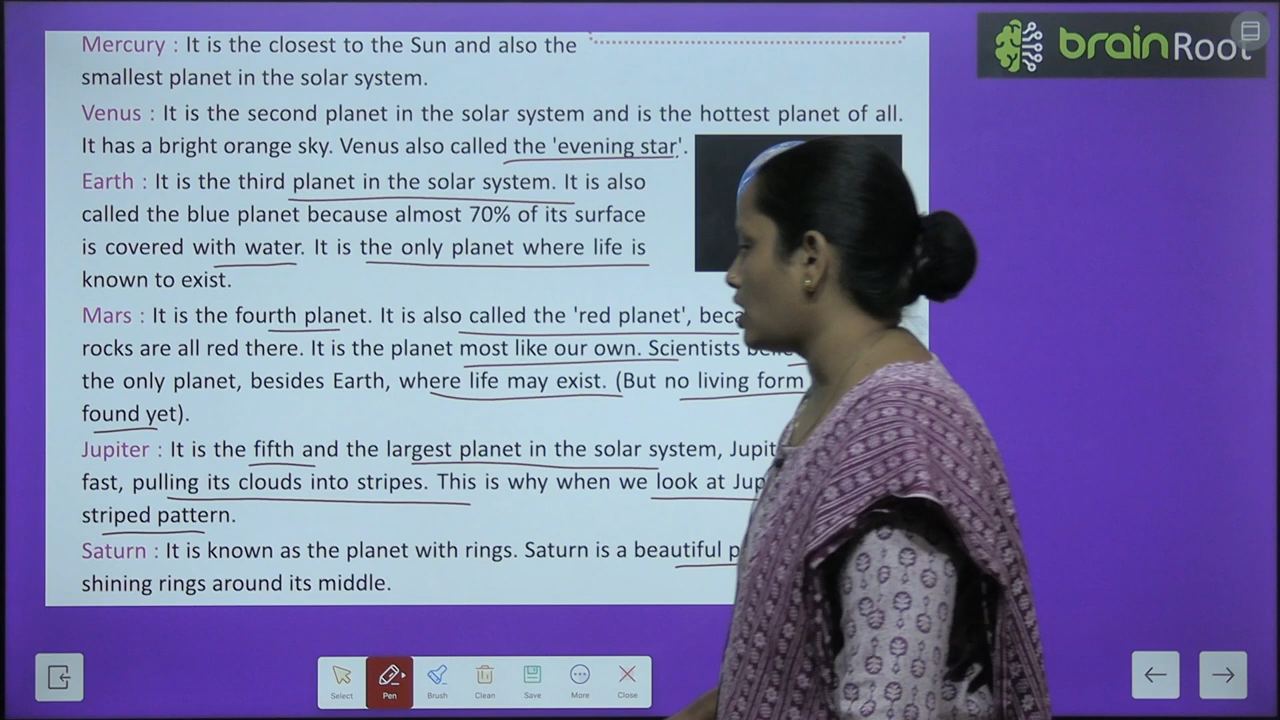 Mercury : It is the closest to the Sun and also the
smallest planet in the solar system.
Venus : It is the second planet in the solar system and is the hottest planet of all.
It has a bright orange sky. Venus also called the 'evening star'.
Earth : It is the third planet in the solar system. It is also
called the blue planet because almost 70% of its surface
is covered with water. It is the only planet where life is
known to exist.
Mars : It is the fourth planet. It is also called the 'red planet',
rocks are all red there. It is the planet most like our own. Scientists
the only planet, besides Earth, where life may exist. (But no living form
found yet).
Jupiter : It is the fifth and the largest planet in the solar system,
fast, pulling its clouds into stripes. This is why when we look at
striped pattern.
Saturn : It is known as the planet with rings. Saturn is a beautiful
shining rings around its middle.
brainRoot
Select
Pen
Brush
Clean
Save
More
Close